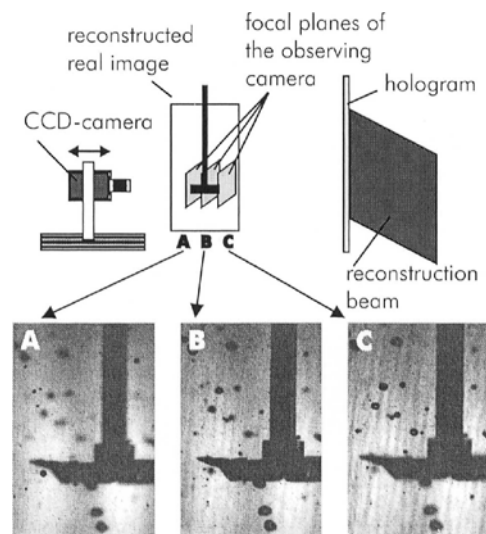 reconstructed
real image
focal planes of
the observing
camera
hologram
CCD-camera
A B C
reconstruction
beam
A
B
C